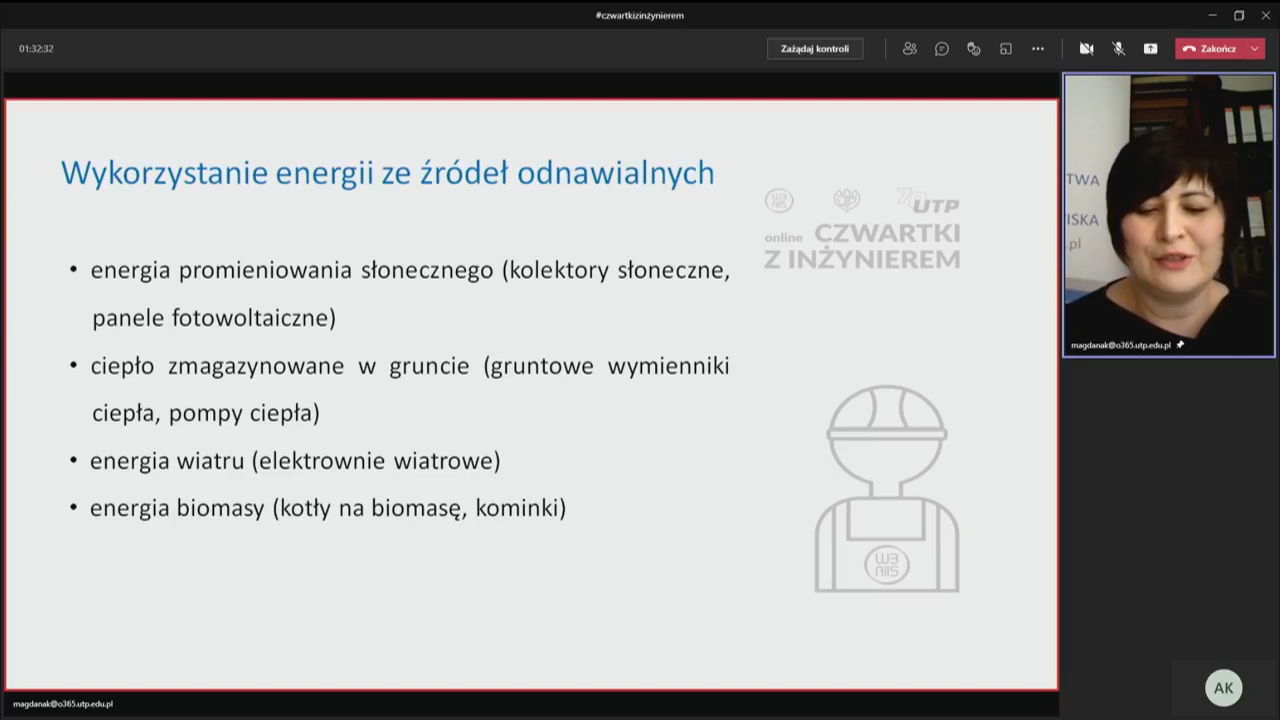 #czwartkizinżynierem
01:32:32
Zażądaj kontroli
Zakończ
Wykorzystanie energii ze źródeł odnawialnych
70 UTP
online CZWARTKI
Z INŻYNIEREM
• energia promieniowania słonecznego (kolektory słoneczne,
panele fotowoltaiczne)
• ciepło zmagazynowane w gruncie (gruntowe wymienniki
ciepła, pompy ciepła)
• energia wiatru (elektrownie wiatrowe)
• energia biomasy (kotły na biomasę, kominki)
TWA
ISKA
.pl
magdanak@o365.utp.edu.pl
AK
magdanak@o365.utp.edu.pl